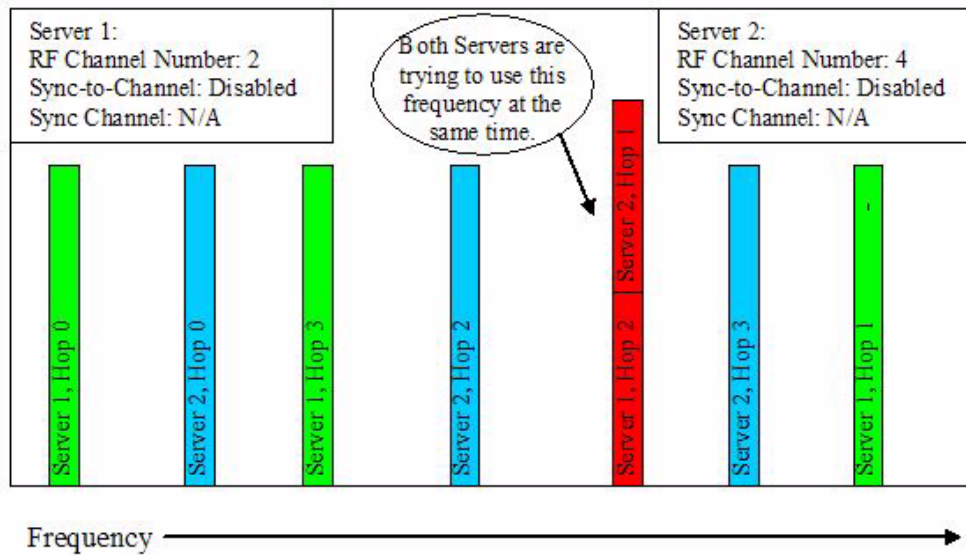 Server 1:
RF Channel Number: 2
Sync-to-Channel: Disabled
Sync Channel: N/A
Both Servers are
trying to use this
frequency at the
same time.
Server 2:
RF Channel Number: 4
Sync-to-Channel: Disabled
Sync Channel: N/A
Server 1, Hop 0
Server 2, Hop 0
Server 1, Hop 3
Server 2, Hop 2
Server 2, Hop 1
Server 1, Hop 2
Server 2, Hop 3
Server 1, Hop 1 -
Frequency